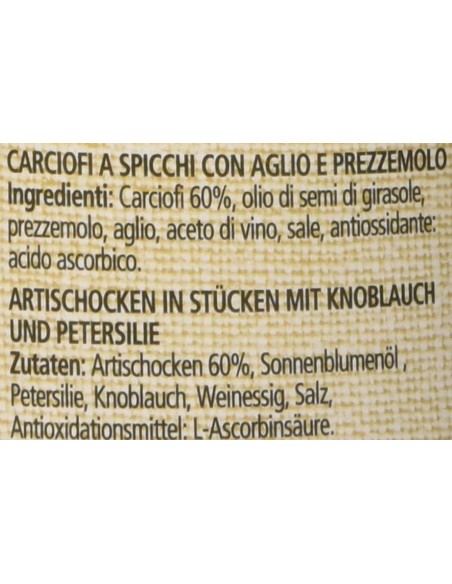 CARCIOFI A SPICCHI CON AGLIO E PREZZEMOLO
Ingredienti: Carciofi 60%, olio di semi di girasole,
prezzemolo, aglio, aceto di vino, sale, antiossidante:
acido ascorbico.
ARTISCHOCKEN IN STÜCKEN MIT KNOBLAUCH
UND PETERSILIE
Zutaten: Artischocken 60%, Sonnenblumenöl ,
Petersilie, Knoblauch, Weinessig, Salz,
Antioxidationsmittel: L-Ascorbinsäure.